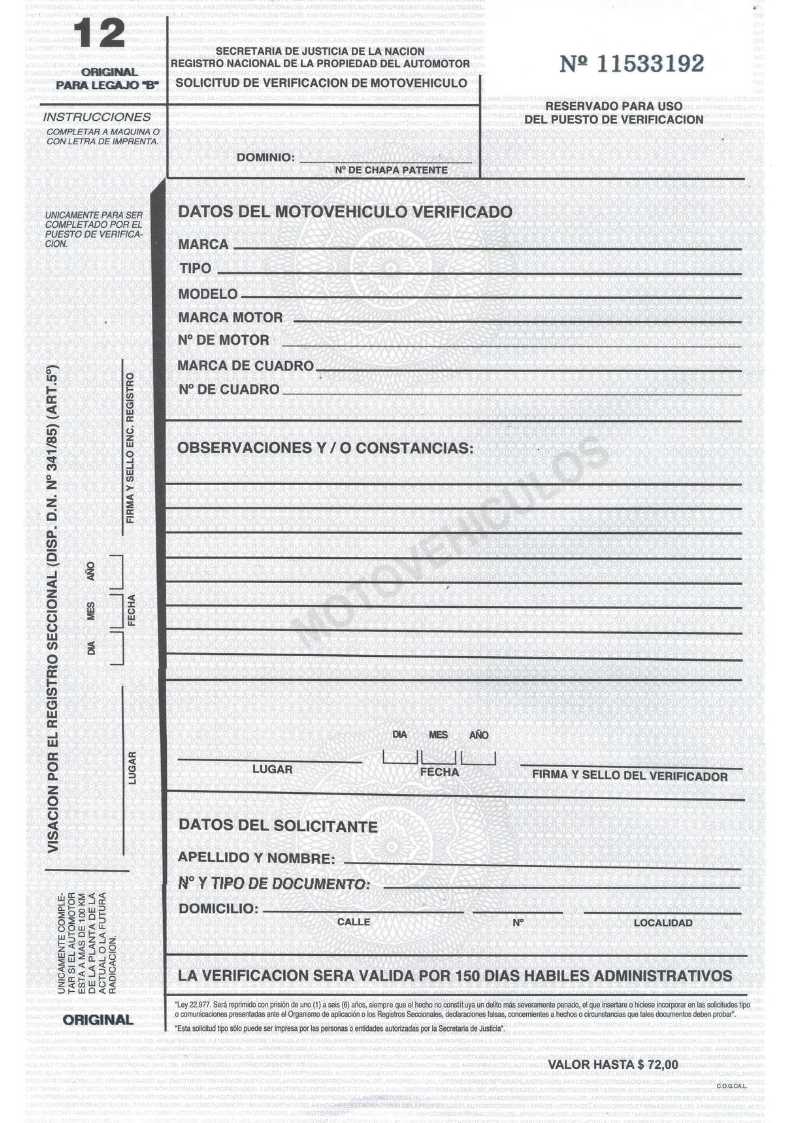 12
ORIGINAL
PARA LEGAJO "B"
SECRETARIA DE JUSTICIA DE LA NACION
REGISTRO NACIONAL DE LA PROPIEDAD DEL AUTOMOTOR
SOLICITUD DE VERIFICACION DE MOTOVEHICULO
Nº 11533192
RESERVADO PARA USO
DEL PUESTO DE VERIFICACION
INSTRUCCIONES
COMPLETAR A MAQUINA O
CON LETRA DE IMPRENTA.
DOMINIO:
Nº DE CHAPA PATENTE
UNICAMENTE PARA SER
COMPLETADO POR EL
PUESTO DE VERIFICA-
CION.
DATOS DEL MOTOVEHICULO VERIFICADO
MARCA
TIPO
MODELO
MARCA MOTOR
Nº DE MOTOR
MARCA DE CUADRO
Nº DE CUADRO
OBSERVACIONES Y / O CONSTANCIAS:
MOTOVEHICULOS
VISACION POR EL REGISTRO SECCIONAL (DISP. D.N. Nº 341/85) (ART.5º)
FIRMA Y SELLO ENC. REGISTRO
DIA MES AÑO
FECHA
LUGAR
DIA MES AÑO
LUGAR
FECHA
FIRMA Y SELLO DEL VERIFICADOR
DATOS DEL SOLICITANTE
APELLIDO Y NOMBRE:
Nº Y TIPO DE DOCUMENTO:
DOMICILIO:
CALLE Nº LOCALIDAD
UNICAMENTE COMPLE-
TAR SI EL AUTOMOTOR
ESTA A MAS DE 100 KM
DE LA PLANTA DE LA
ACTUAL O LA FUTURA
RADICACION.
LA VERIFICACION SERA VALIDA POR 150 DIAS HABILES ADMINISTRATIVOS
ORIGINAL
"Ley 22.977. Será reprimido con prisión de uno (1) a seis (6) años, siempre que el hecho no constituya un delito más severamente penado, el que insertare o hiciese incorporar en las solicitudes tipo
o comunicaciones presentadas ante el Organismo de aplicación o los Registros Seccionales, declaraciones falsas, concernientes a hechos o circunstancias que tales documentos deben probar".
"Esta solicitud tipo sólo puede ser impresa por las personas o entidades autorizadas por la Secretaría de Justicia".
VALOR HASTA $ 72,00